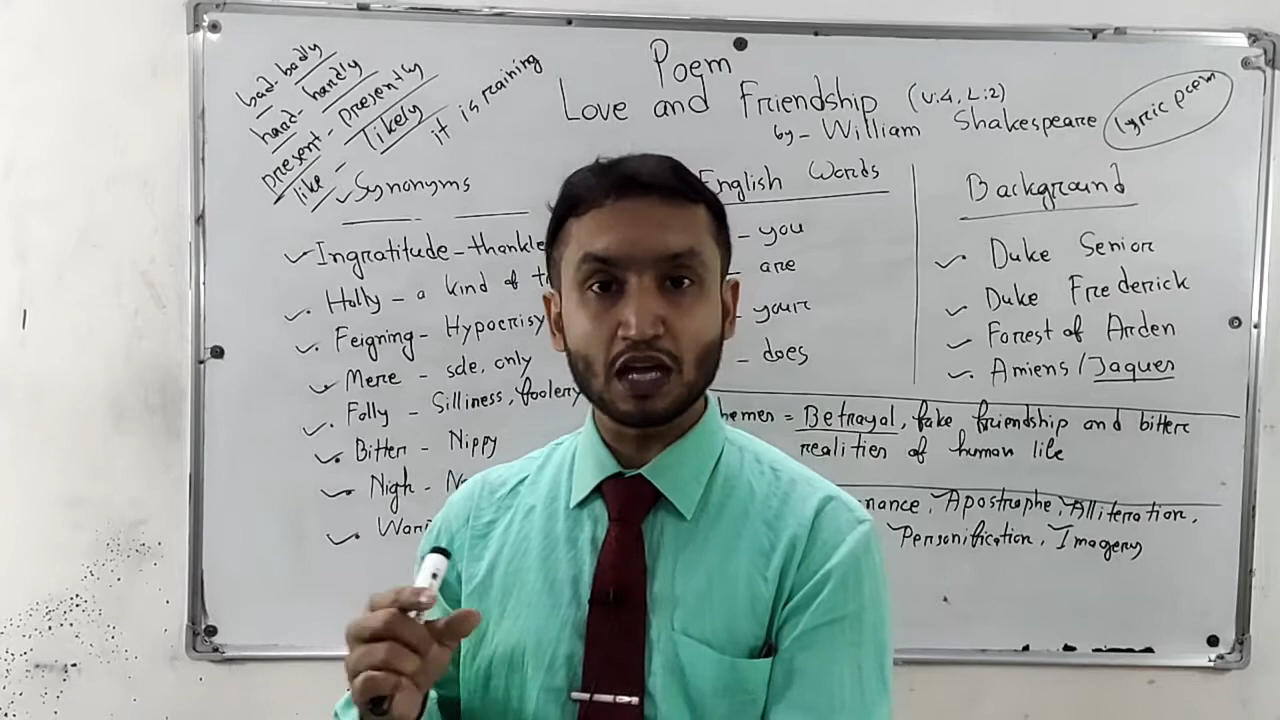 bad-badly
hard-hardly
present-presently
like-likely
it is raining
Poem
Love and Friendship (U:4, L:2)
by- William Shakespeare
lyric poem
Synonyms
Ingratitude-thankle
Holly - a kind of
Feigning- Hypocrisy
Mere - sole, only
Folly - Silliness, foolery
Bitter - Nippy
Nigh -
English Words
- you
- are
- your
- does
Background
Duke Senior
Duke Frederick
Forest of Arden
Amiens/Jaques
hemes = Betrayal, fake friendship and bitter
realities of human life
nance, Apostrophe, Alliteration,
Personification, Imagery